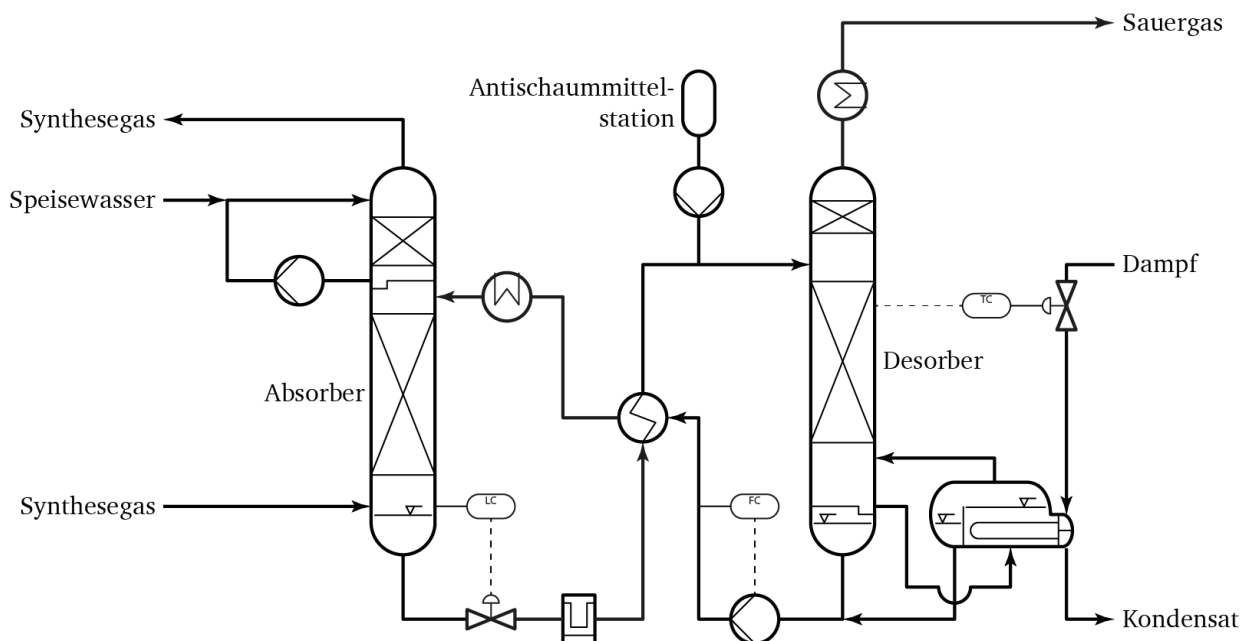 Sauergas
Antischaummittel-
station
Synthesegas
Speisewasser
Dampf
TC
Desorber
Absorber
Synthesegas
LC
FC
Kondensat